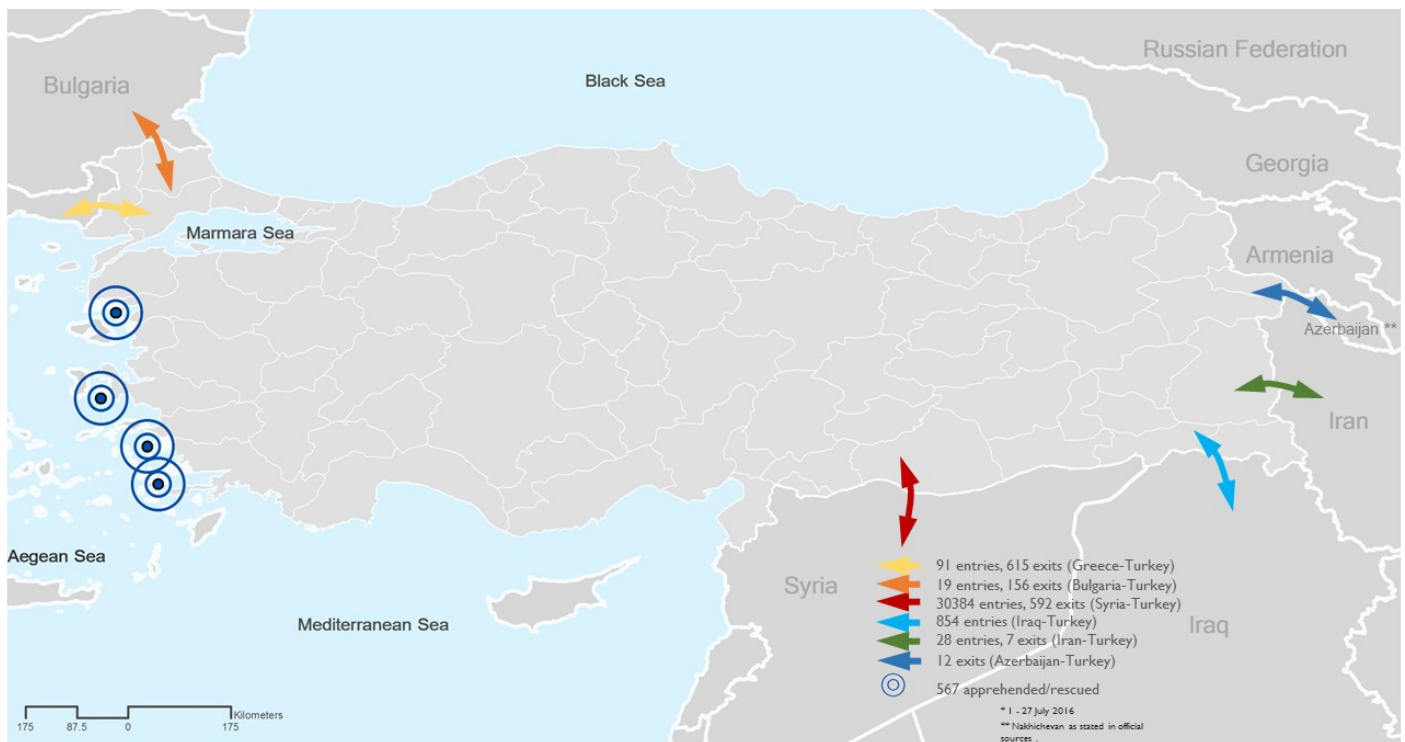 Russian Federation
Black Sea
Bulgaria
Georgia
Marmara Sea
Armenia
Azerbaijan **
Iran
Aegean Sea
Syria
Mediterranean Sea
Iraq
91 entries, 615 exits (Greece-Turkey)
19 entries, 156 exits (Bulgaria-Turkey)
30384 entries, 592 exits (Syria-Turkey)
854 entries (Iraq-Turkey)
28 entries, 7 exits (Iran-Turkey)
12 exits (Azerbaijan-Turkey)
567 apprehended/rescued
* 1 - 27 July 2016
** Nakhichevan as stated in official
sources .
Kilometers
175 87.5 0 175